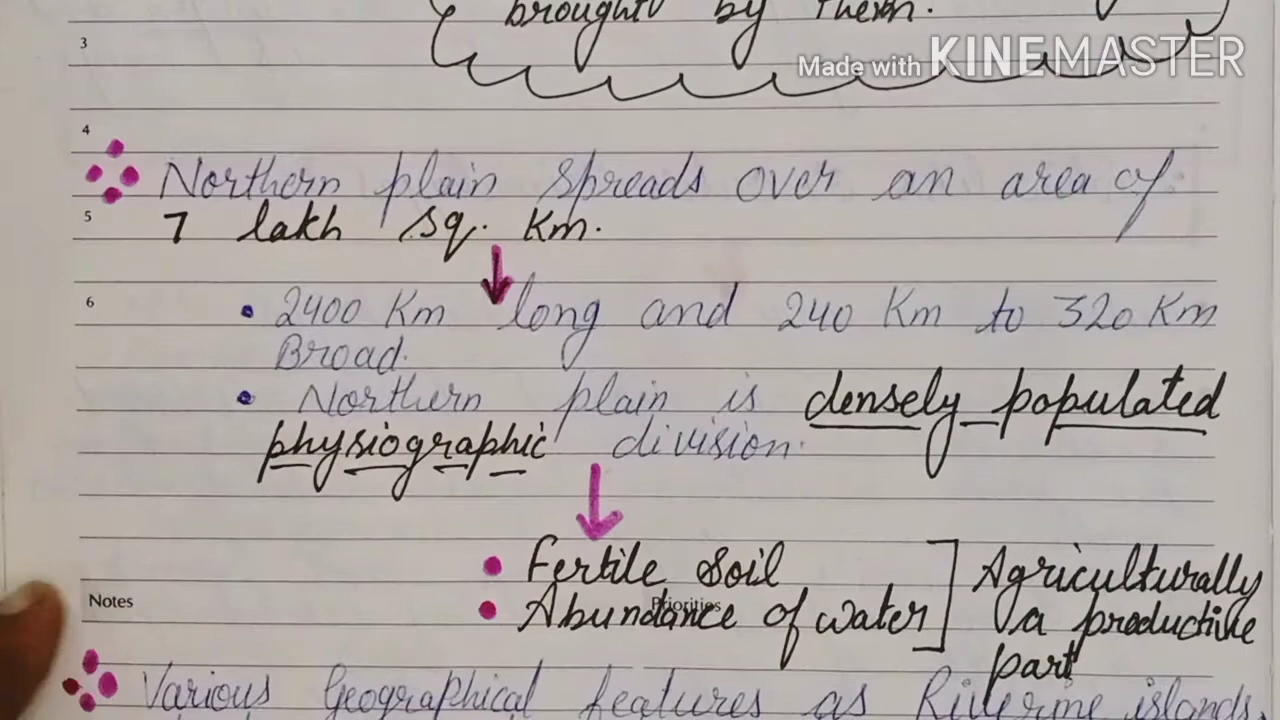 brought by them.
Made with KINEMASTER
3
4
Northern plain spreads over an area of
5
7 lakh sq. km.
6
• 2400 Km long and 240 Km to 320 Km
Broad.
• Northern plain is densely populated
physiographic division.
• Fertile Soil
• Abundance of water
Agriculturally
a productive
part
Notes
Priorities
Various Geographical features as Riverine islands,